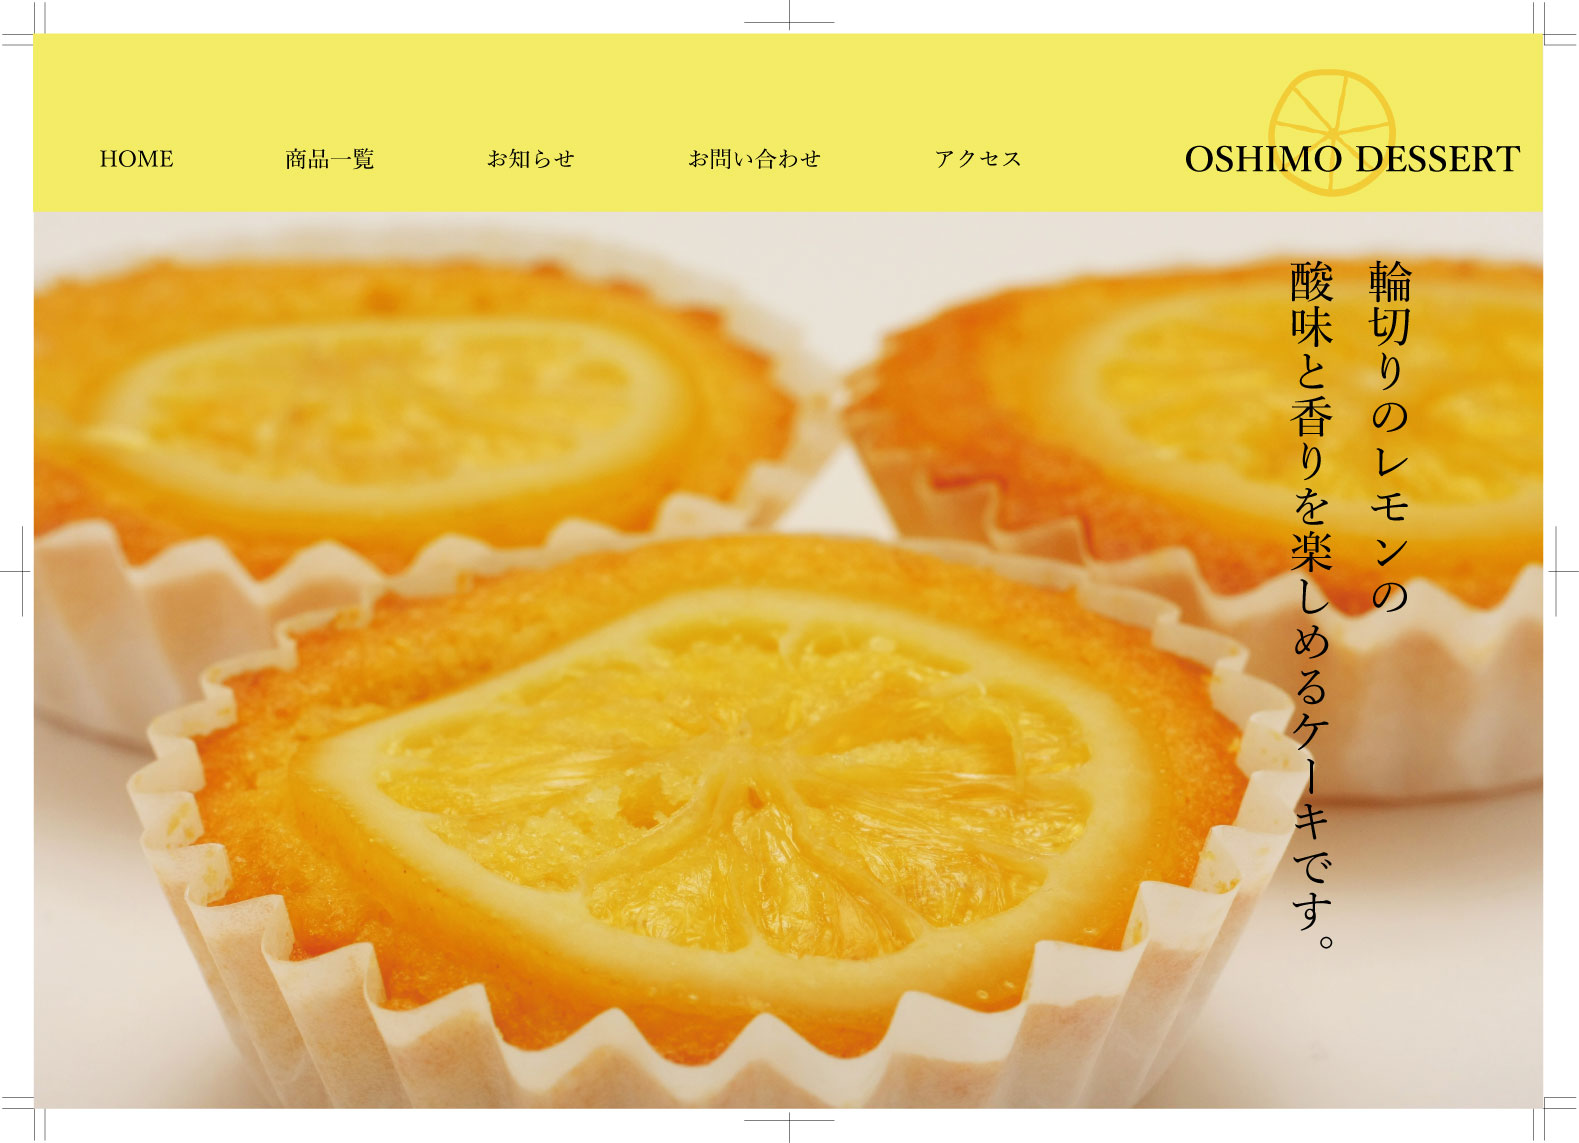 HOME
商品一覧
お知らせ
お問い合わせ
アクセス
OSHIMO DESSERT
輪切りのレモンの
酸味と香りを楽しめるケーキです。